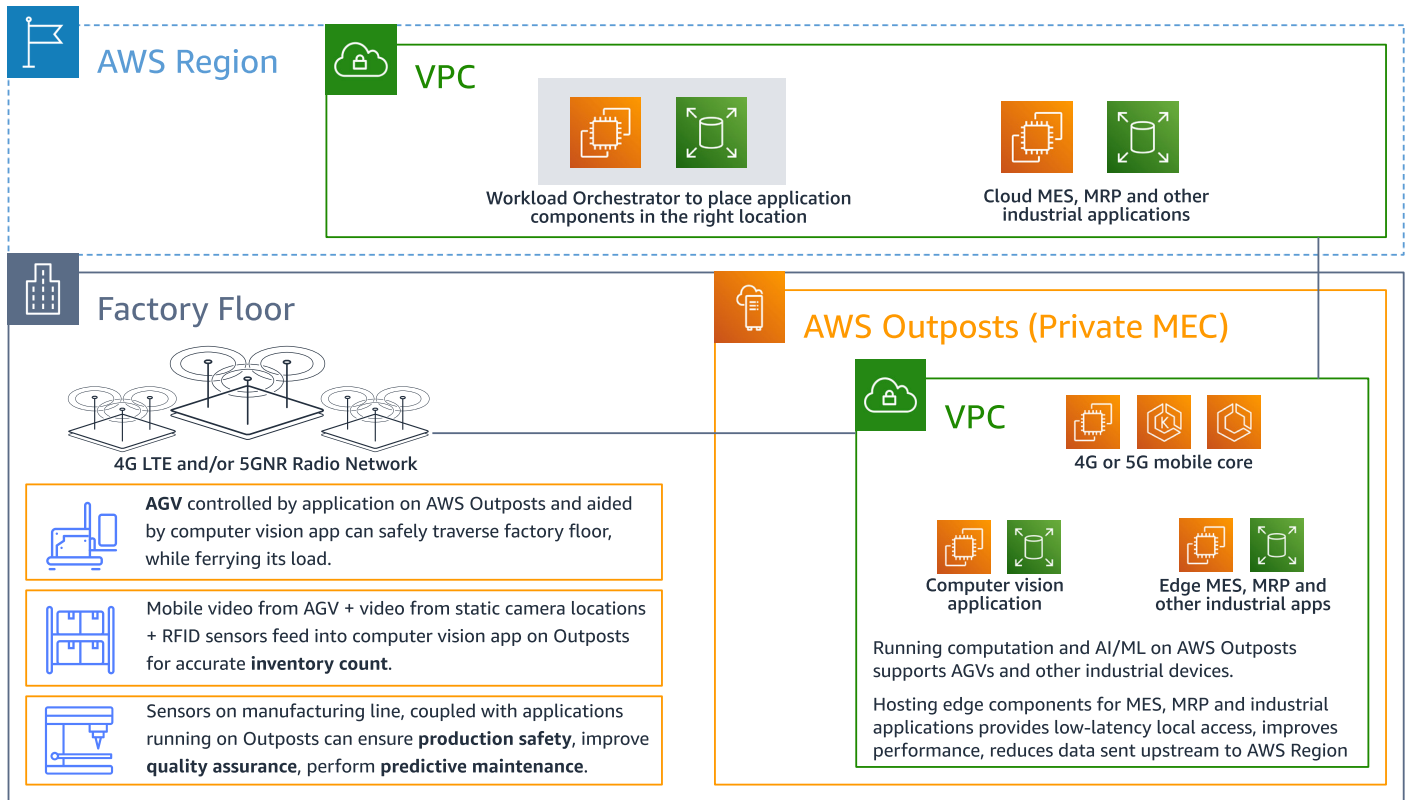 AWS Region
VPC
Workload Orchestrator to place application
components in the right location
Cloud MES, MRP and other
industrial applications
Factory Floor
4G LTE and/or 5GNR Radio Network
AGV controlled by application on AWS Outposts and aided
by computer vision app can safely traverse factory floor,
while ferrying its load.
Mobile video from AGV + video from static camera locations
+ RFID sensors feed into computer vision app on Outposts
for accurate inventory count.
Sensors on manufacturing line, coupled with applications
running on Outposts can ensure production safety, improve
quality assurance, perform predictive maintenance.
AWS Outposts (Private MEC)
VPC
K
4G or 5G mobile core
Computer vision
application
Edge MES, MRP and
other industrial apps
Running computation and AI/ML on AWS Outposts
supports AGVs and other industrial devices.
Hosting edge components for MES, MRP and industrial
applications provides low-latency local access, improves
performance, reduces data sent upstream to AWS Region